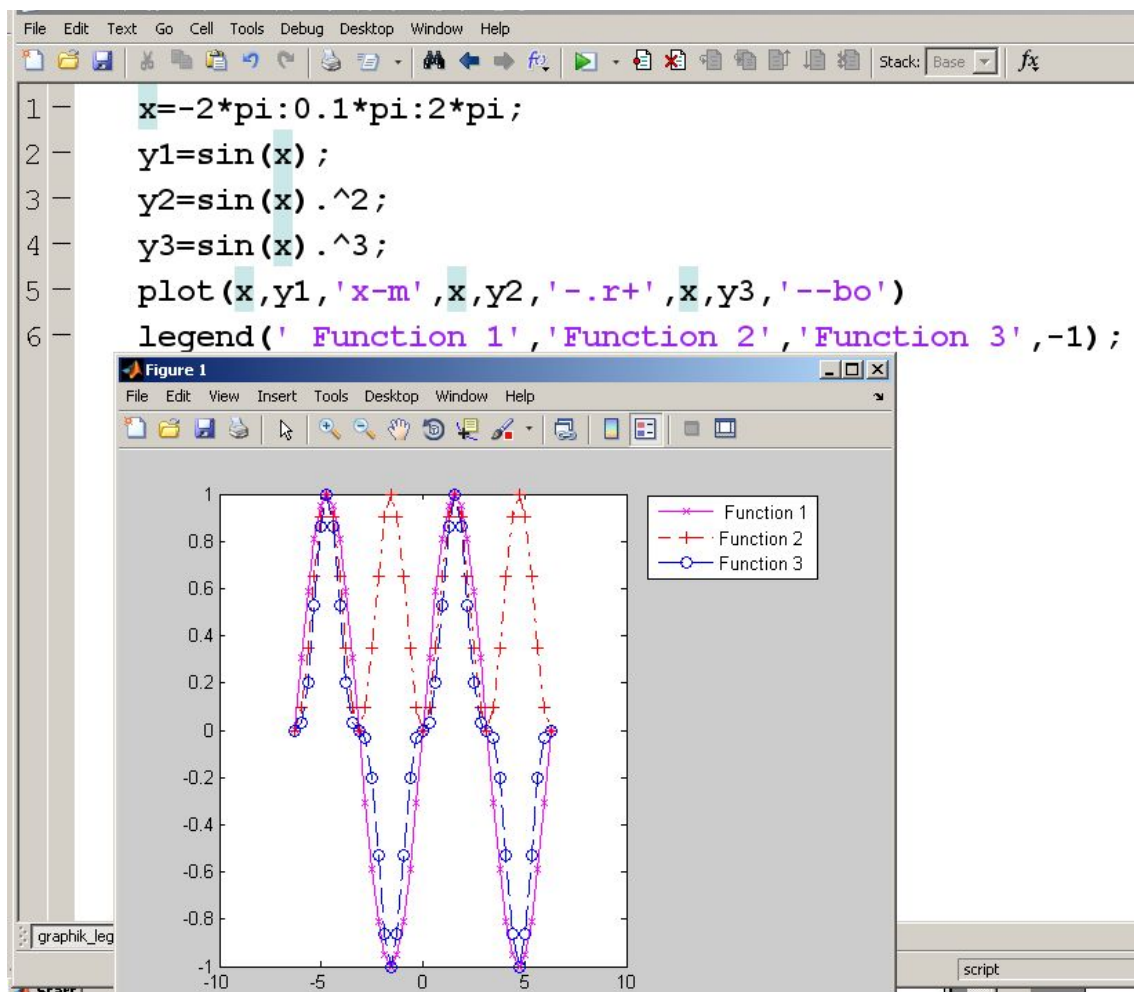 File Edit Text Go Cell Tools Debug Desktop Window Help
Stack: Base fx
1 x=-2*pi:0.1*pi:2*pi;
2 y1=sin(x);
3 y2=sin(x).^2;
4 y3=sin(x).^3;
5 plot(x,y1,'x-m',x,y2,'-.r+',x,y3,'--bo')
6 legend(' Function 1','Function 2','Function 3',-1);
Figure 1
File Edit View Insert Tools Desktop Window Help
1
0.8
0.6
0.4
0.2
0
-0.2
-0.4
-0.6
-0.8
-1
-10 -5 0 5 10
Function 1
Function 2
Function 3
graphik_leg
script